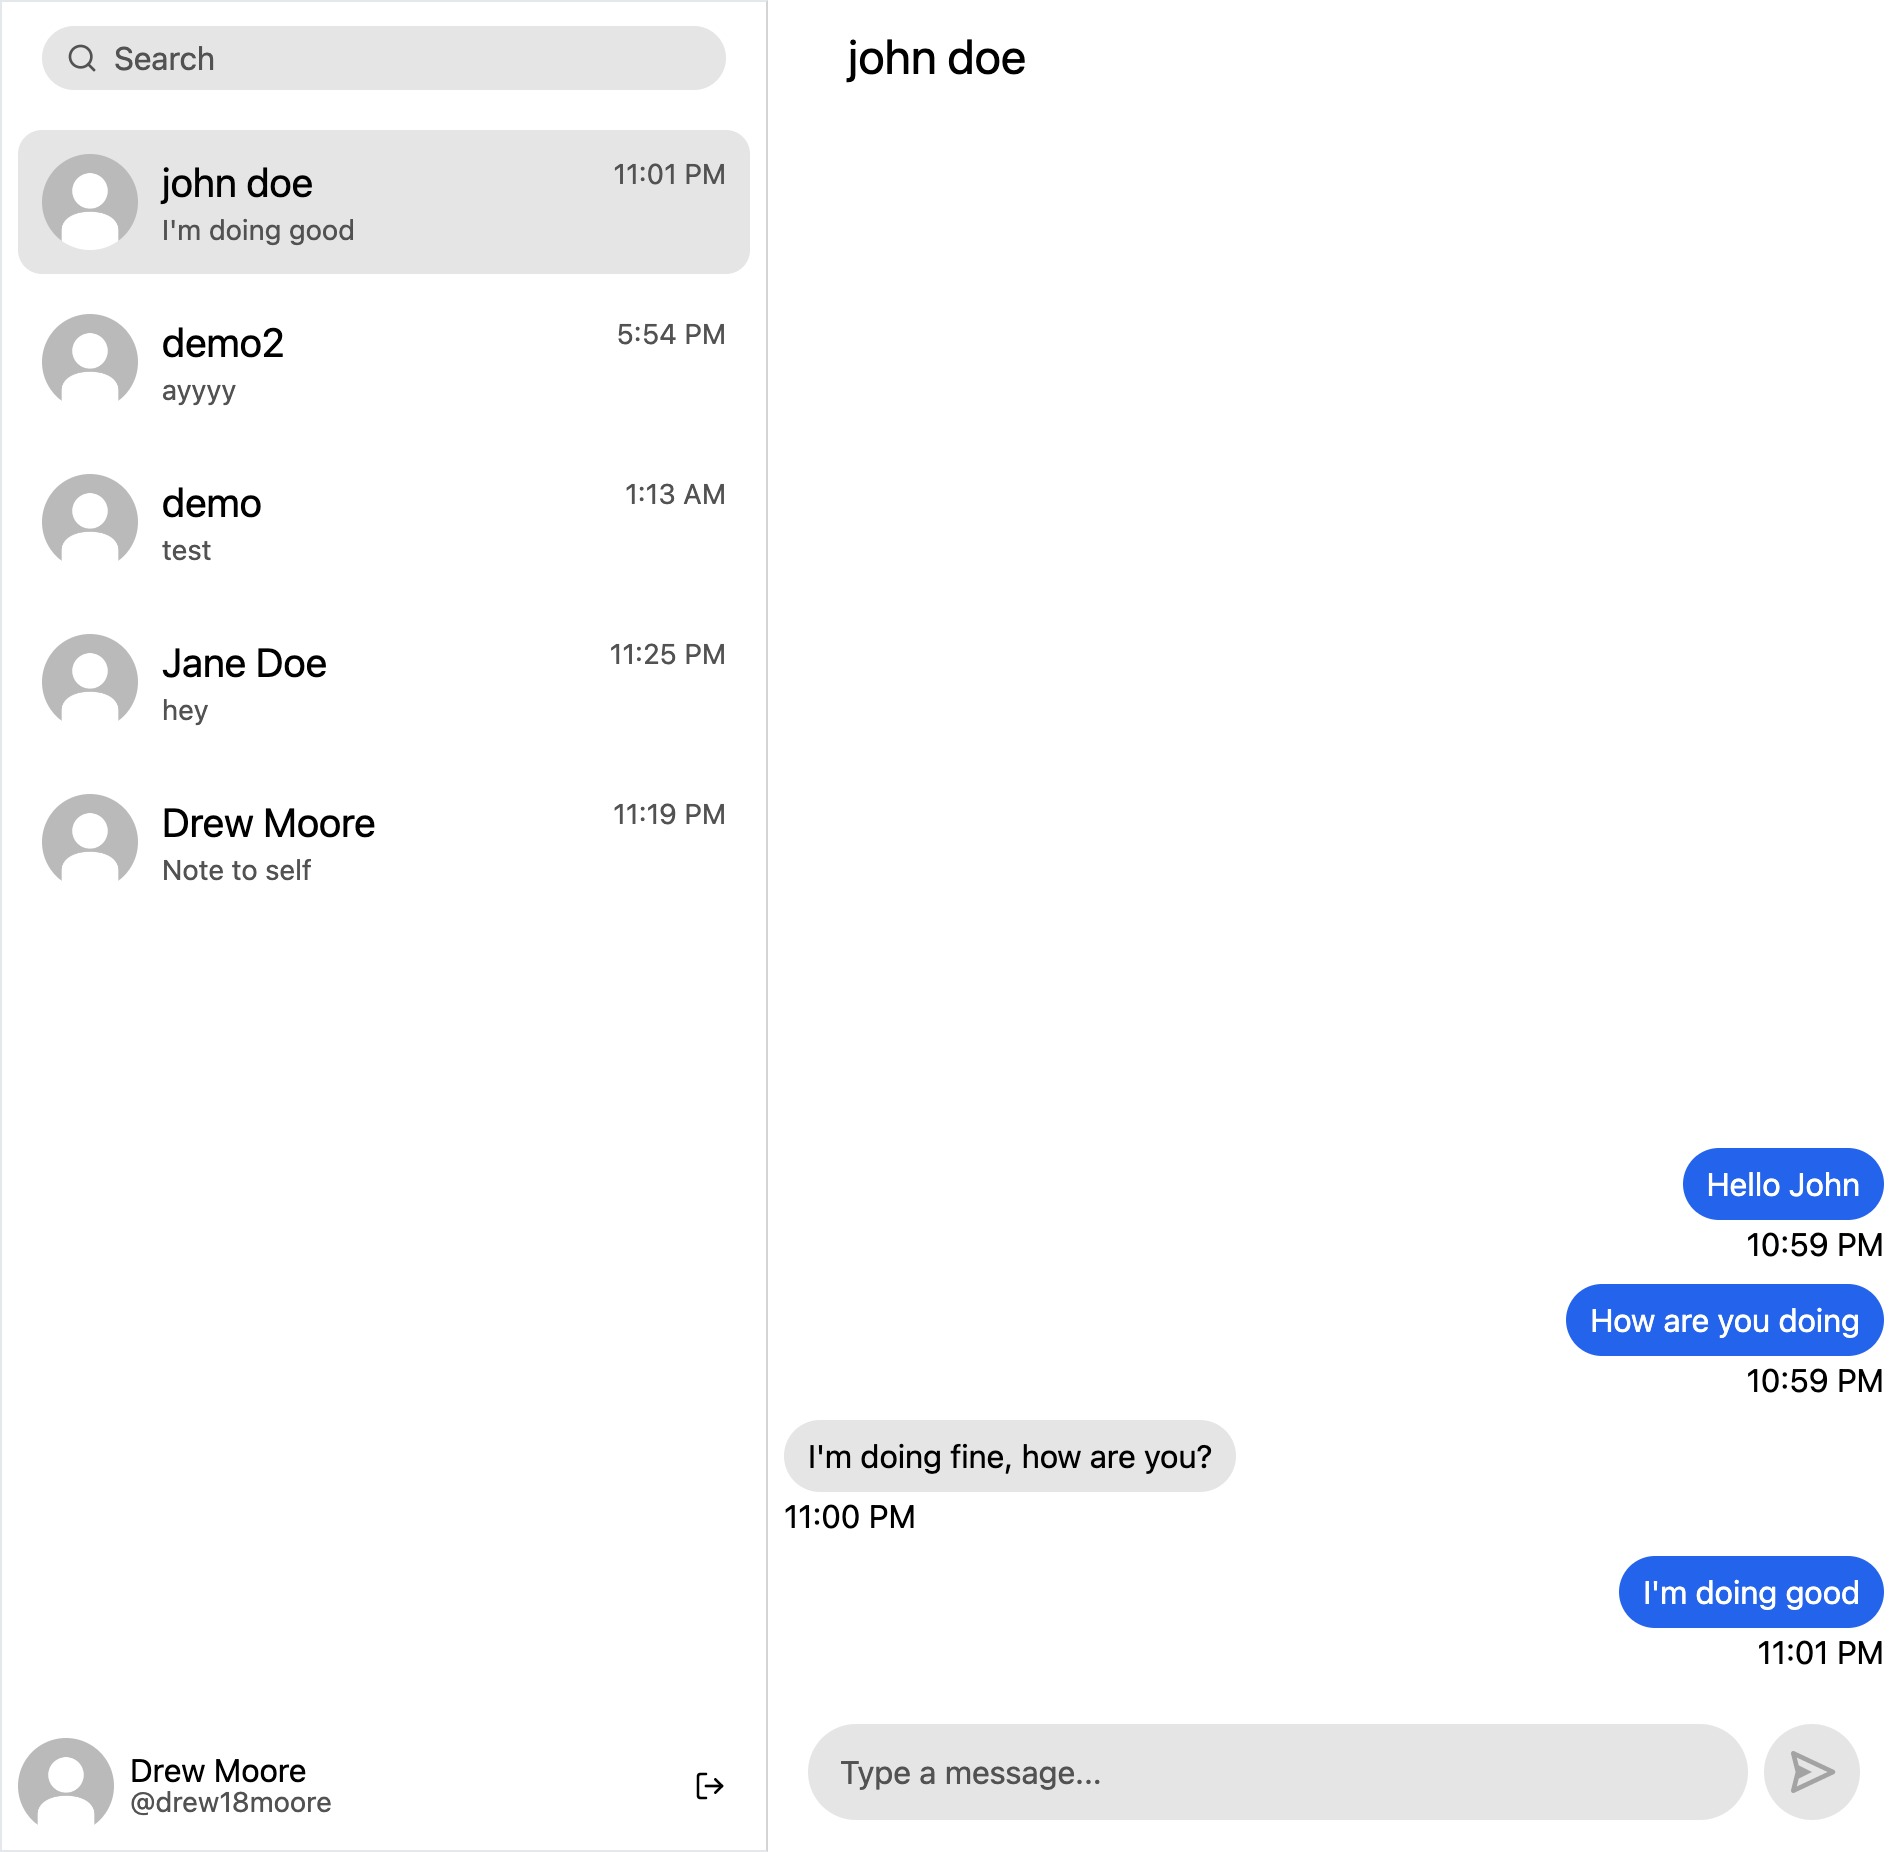 Search
john doe
11:01 PM
I'm doing good
demo2
5:54 PM
ayyyy
demo
1:13 AM
test
Jane Doe
11:25 PM
hey
Drew Moore
11:19 PM
Note to self
Drew Moore
@drew18moore
john doe
Hello John
10:59 PM
How are you doing
10:59 PM
I'm doing fine, how are you?
11:00 PM
I'm doing good
11:01 PM
Type a message...